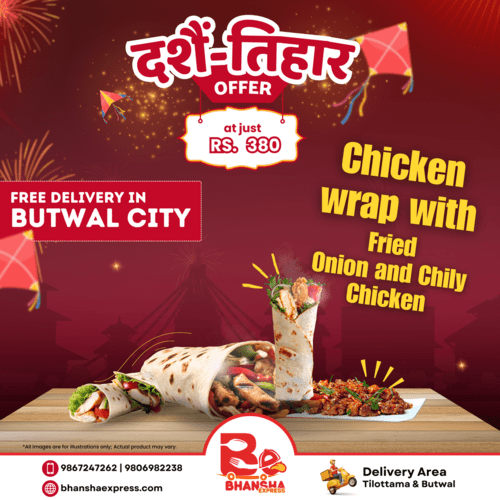 दशैं-तिहार
OFFER
at just
RS. 380
FREE DELIVERY IN
BUTWAL CITY
Chicken
wrap with
Fried
Onion and Chily
Chicken
*All images are for illustrations only; Actual product may vary.
9867247262 | 9806982238
bhanshaexpress.com
Be
BHANSHA
EXPRESS
Delivery Area
Tilottama & Butwal